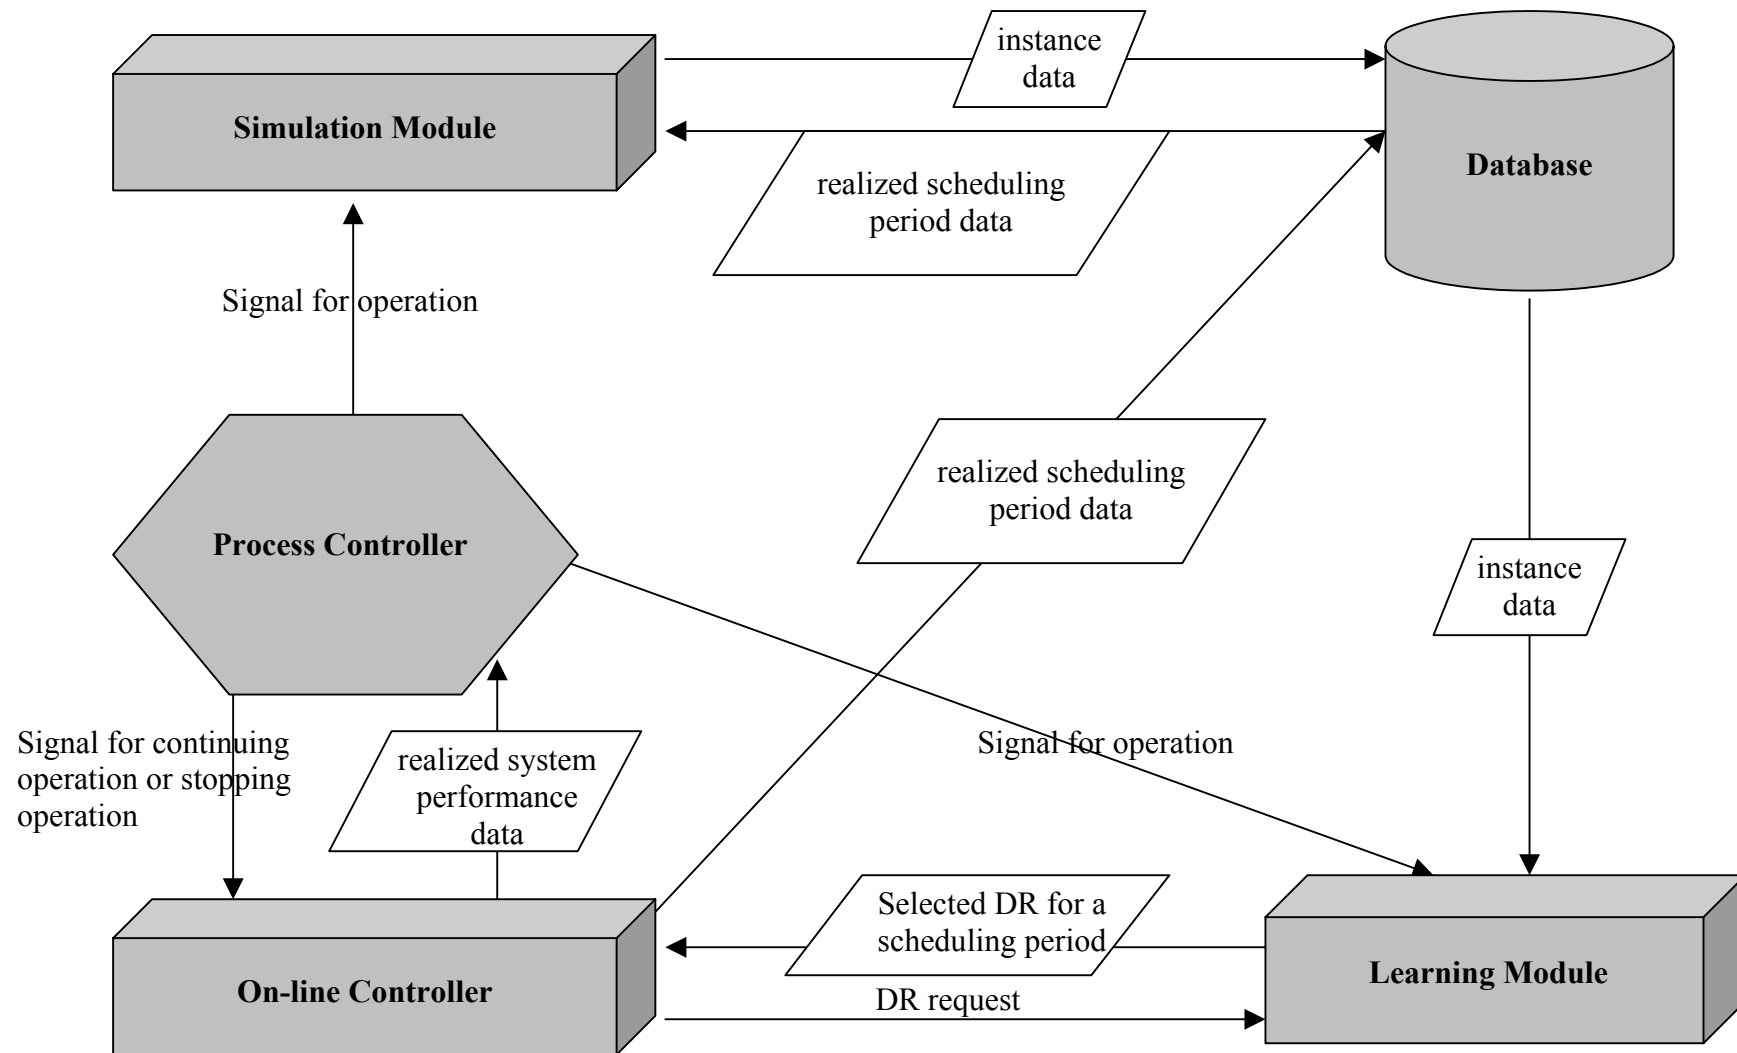 instance
data
Simulation Module
Database
realized scheduling
period data
Signal for operation
realized scheduling
period data
Process Controller
instance
data
Signal for continuing
operation or stopping
operation
realized system
performance
data
Signal for operation
Selected DR for a
scheduling period
Learning Module
On-line Controller
DR request